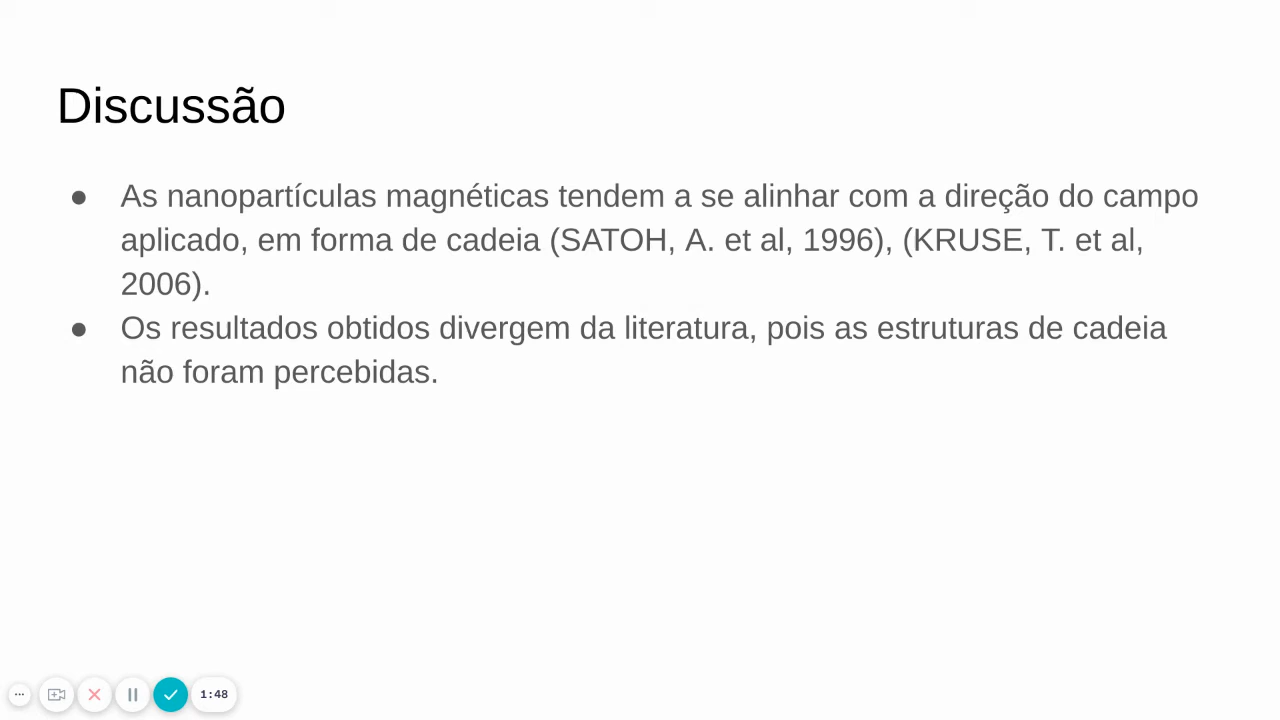 Discussão
● As nanopartículas magnéticas tendem a se alinhar com a direção do campo
aplicado, em forma de cadeia (SATOH, A. et al, 1996), (KRUSE, T. et al,
2006).
● Os resultados obtidos divergem da literatura, pois as estruturas de cadeia
não foram percebidas.
1:48